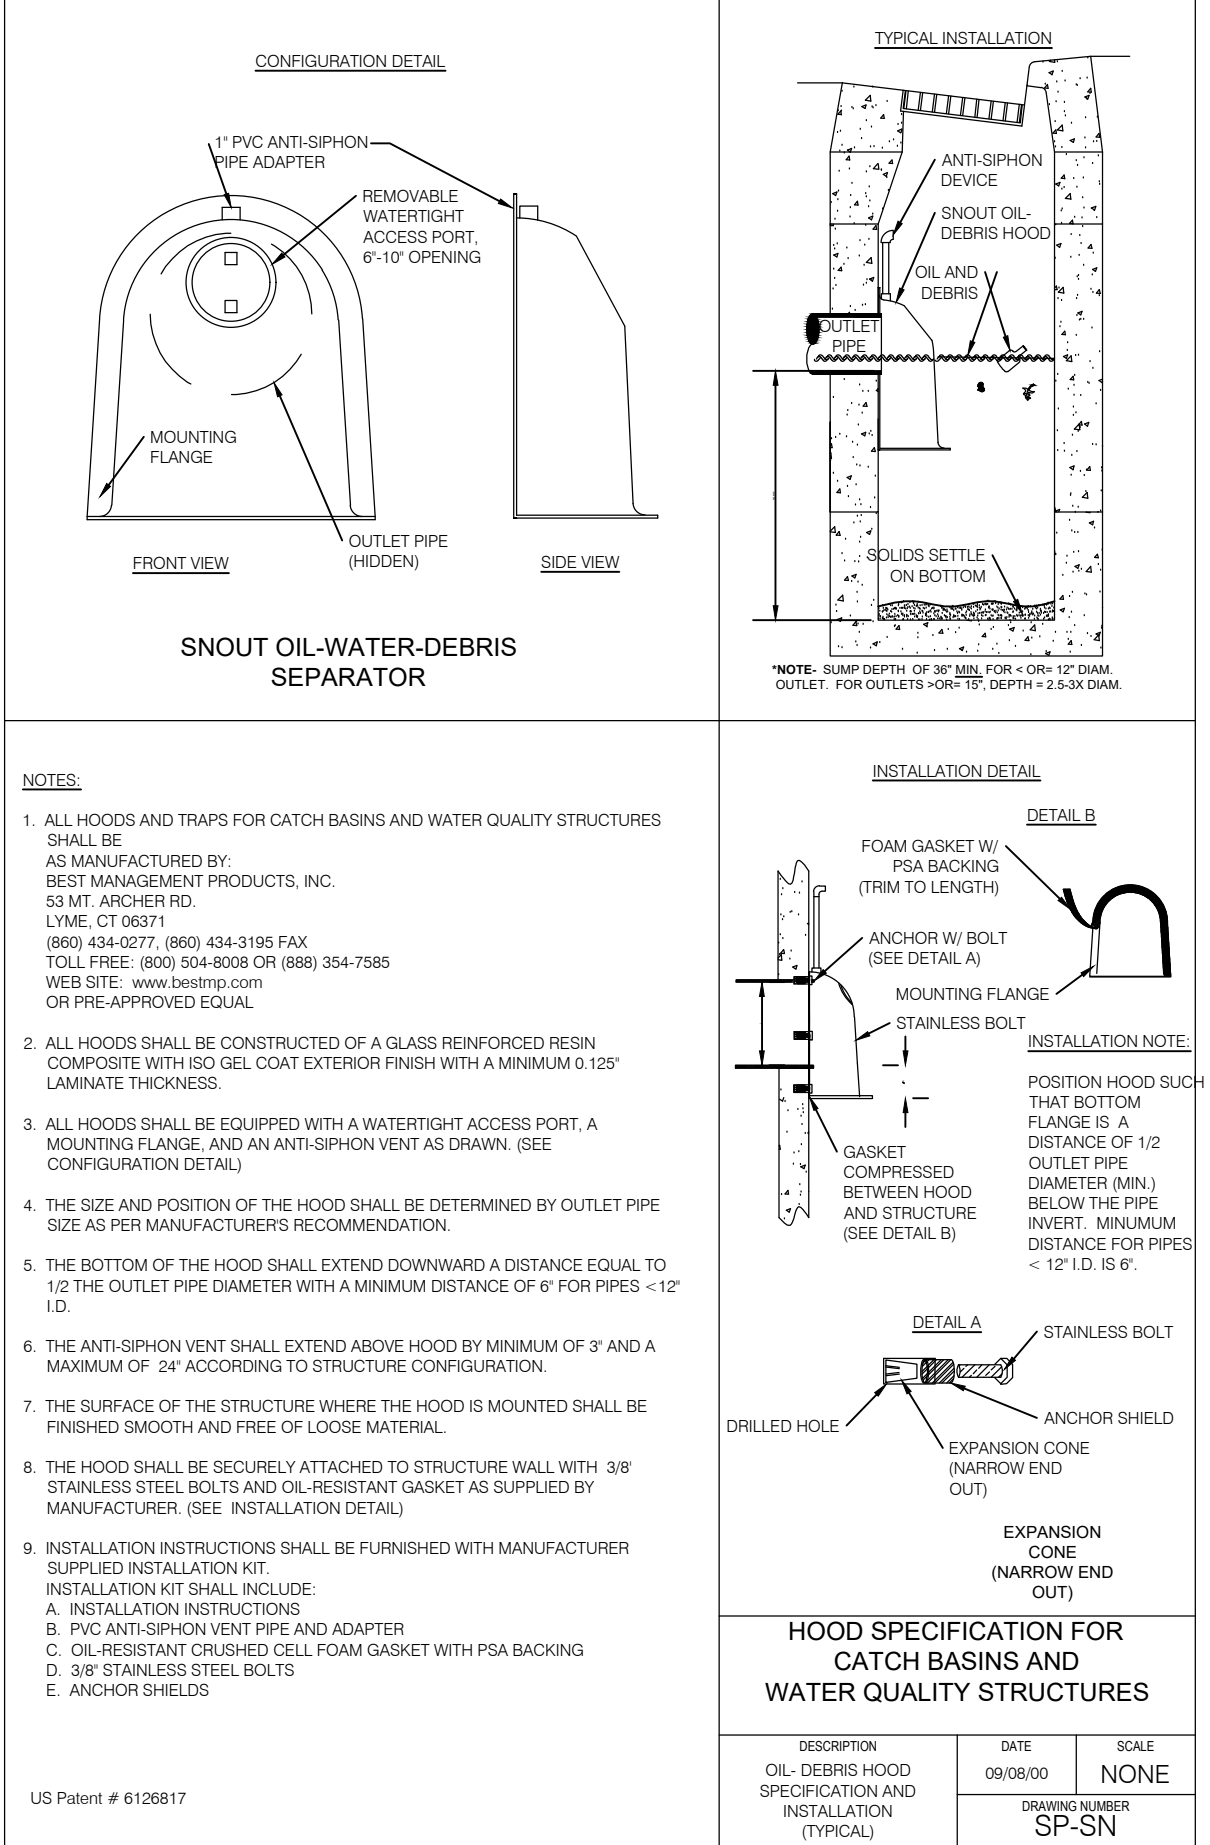 CONFIGURATION DETAIL
1" PVC ANTI-SIPHON
PIPE ADAPTER
REMOVABLE
WATERTIGHT
ACCESS PORT,
6"-10" OPENING
MOUNTING
FLANGE
OUTLET PIPE
(HIDDEN)
FRONT VIEW
SIDE VIEW
SNOUT OIL-WATER-DEBRIS
SEPARATOR
TYPICAL INSTALLATION
ANTI-SIPHON
DEVICE
SNOUT OIL-
DEBRIS HOOD
OIL AND
DEBRIS
OUTLET
PIPE
SOLIDS SETTLE
ON BOTTOM
*NOTE- SUMP DEPTH OF 36" MIN. FOR < OR= 12" DIAM.
OUTLET. FOR OUTLETS >OR= 15", DEPTH = 2.5-3X DIAM.
NOTES:
1. ALL HOODS AND TRAPS FOR CATCH BASINS AND WATER QUALITY STRUCTURES
SHALL BE
AS MANUFACTURED BY:
BEST MANAGEMENT PRODUCTS, INC.
53 MT. ARCHER RD.
LYME, CT 06371
(860) 434-0277, (860) 434-3195 FAX
TOLL FREE: (800) 504-8008 OR (888) 354-7585
WEB SITE: www.bestmp.com
OR PRE-APPROVED EQUAL
2. ALL HOODS SHALL BE CONSTRUCTED OF A GLASS REINFORCED RESIN
COMPOSITE WITH ISO GEL COAT EXTERIOR FINISH WITH A MINIMUM 0.125"
LAMINATE THICKNESS.
3. ALL HOODS SHALL BE EQUIPPED WITH A WATERTIGHT ACCESS PORT, A
MOUNTING FLANGE, AND AN ANTI-SIPHON VENT AS DRAWN. (SEE
CONFIGURATION DETAIL)
4. THE SIZE AND POSITION OF THE HOOD SHALL BE DETERMINED BY OUTLET PIPE
SIZE AS PER MANUFACTURER'S RECOMMENDATION.
5. THE BOTTOM OF THE HOOD SHALL EXTEND DOWNWARD A DISTANCE EQUAL TO
1/2 THE OUTLET PIPE DIAMETER WITH A MINIMUM DISTANCE OF 6" FOR PIPES <12"
I.D.
6. THE ANTI-SIPHON VENT SHALL EXTEND ABOVE HOOD BY MINIMUM OF 3" AND A
MAXIMUM OF 24" ACCORDING TO STRUCTURE CONFIGURATION.
7. THE SURFACE OF THE STRUCTURE WHERE THE HOOD IS MOUNTED SHALL BE
FINISHED SMOOTH AND FREE OF LOOSE MATERIAL.
8. THE HOOD SHALL BE SECURELY ATTACHED TO STRUCTURE WALL WITH 3/8'
STAINLESS STEEL BOLTS AND OIL-RESISTANT GASKET AS SUPPLIED BY
MANUFACTURER. (SEE INSTALLATION DETAIL)
9. INSTALLATION INSTRUCTIONS SHALL BE FURNISHED WITH MANUFACTURER
SUPPLIED INSTALLATION KIT.
INSTALLATION KIT SHALL INCLUDE:
A. INSTALLATION INSTRUCTIONS
B. PVC ANTI-SIPHON VENT PIPE AND ADAPTER
C. OIL-RESISTANT CRUSHED CELL FOAM GASKET WITH PSA BACKING
D. 3/8" STAINLESS STEEL BOLTS
E. ANCHOR SHIELDS
US Patent # 6126817
INSTALLATION DETAIL
DETAIL B
FOAM GASKET W/
PSA BACKING
(TRIM TO LENGTH)
ANCHOR W/ BOLT
(SEE DETAIL A)
MOUNTING FLANGE
STAINLESS BOLT
GASKET
COMPRESSED
BETWEEN HOOD
AND STRUCTURE
(SEE DETAIL B)
INSTALLATION NOTE:
POSITION HOOD SUCH
THAT BOTTOM
FLANGE IS A
DISTANCE OF 1/2
OUTLET PIPE
DIAMETER (MIN.)
BELOW THE PIPE
INVERT. MINUMUM
DISTANCE FOR PIPES
< 12" I.D. IS 6".
DETAIL A
STAINLESS BOLT
DRILLED HOLE
ANCHOR SHIELD
EXPANSION CONE
(NARROW END
OUT)
EXPANSION
CONE
(NARROW END
OUT)
HOOD SPECIFICATION FOR
CATCH BASINS AND
WATER QUALITY STRUCTURES
DESCRIPTION
OIL- DEBRIS HOOD
SPECIFICATION AND
INSTALLATION
(TYPICAL)
DATE
09/08/00
SCALE
NONE
DRAWING NUMBER
SP-SN